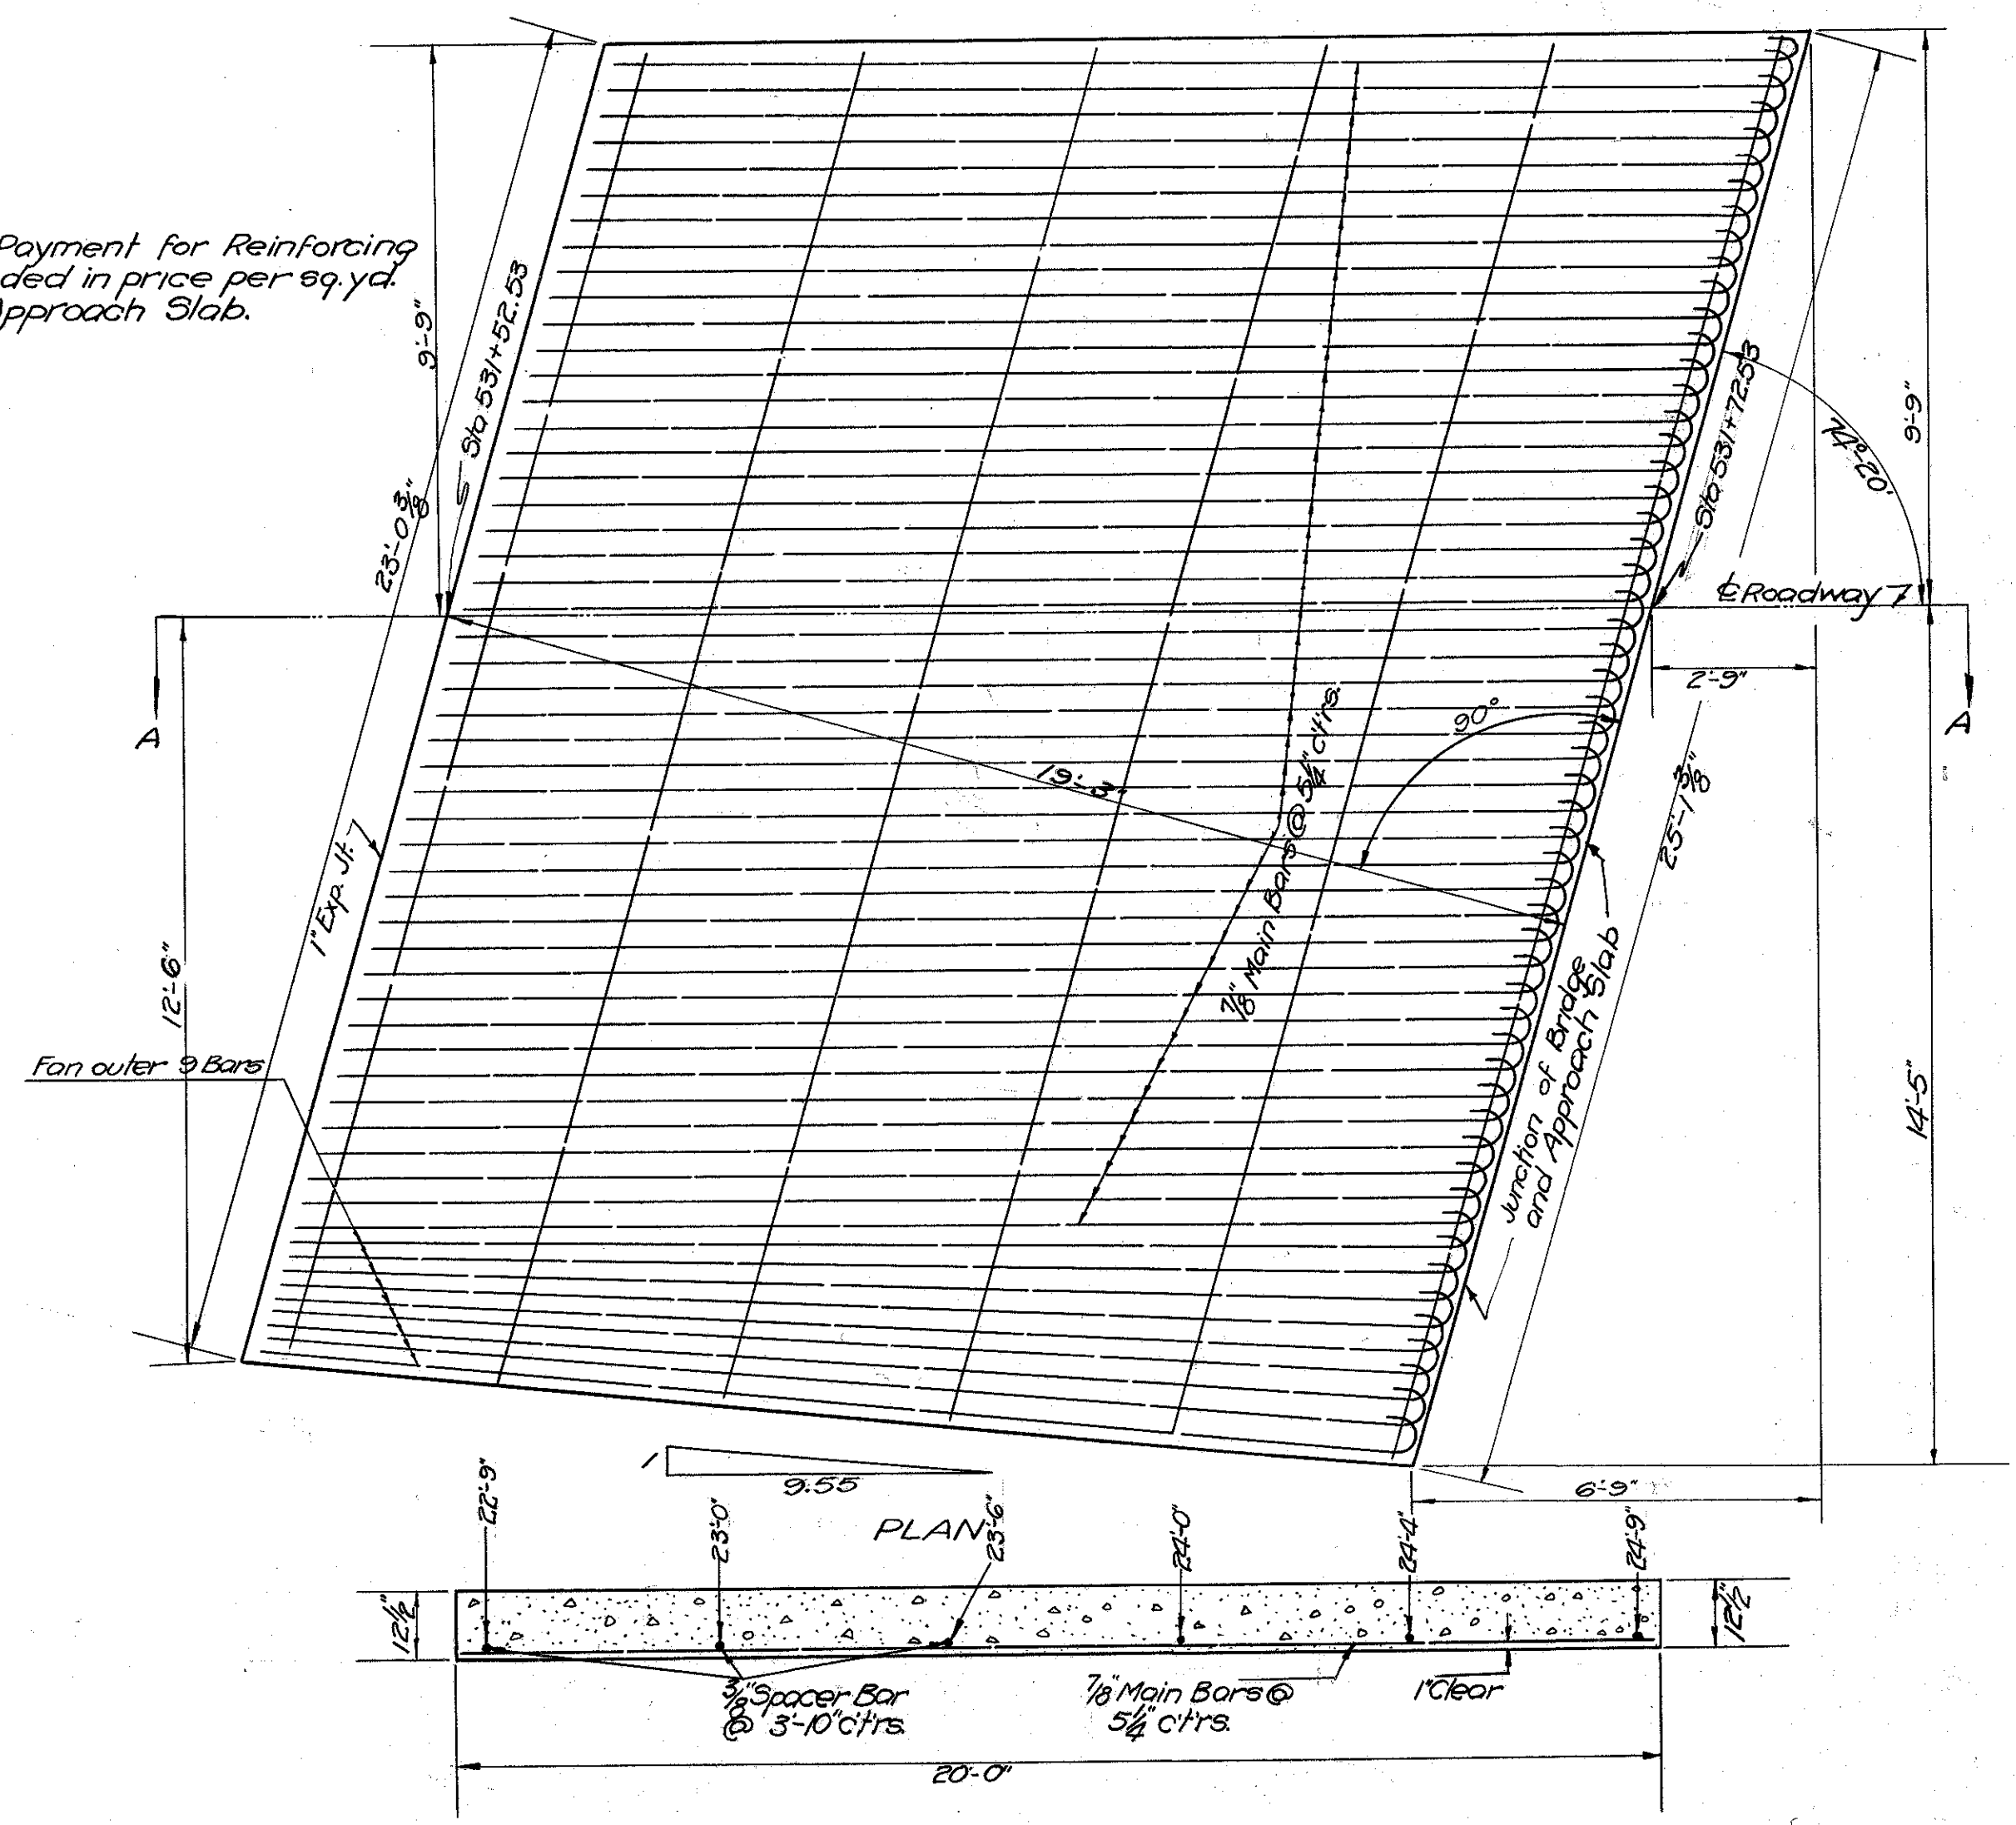 Payment for Reinforcing
ded in price per sq. yd.
Approach Slab.
9'-9"
Sta 531+52.53
23'-0 3/8"
9'-9"
74°-20'
Sta. 531+72.53
℄ Roadway
2'-9"
A
A
90°
19'-3"
7/8" Main Bars @ 5 1/4" c't'rs.
25'-1 3/8"
1" Exp. Jt.
12'-6"
Junction of Bridge
and Approach Slab
14'-5"
Fan outer 9 Bars
1
9.55
6'-9"
PLAN
22'-9"
23'-0"
23'-6"
24'-0"
24'-4"
24'-9"
12 1/2"
12 1/2"
3/8" Spacer Bar
@ 3'-10" c't'rs.
7/8" Main Bars @
5 1/4" c't'rs.
1" Clear
20'-0"